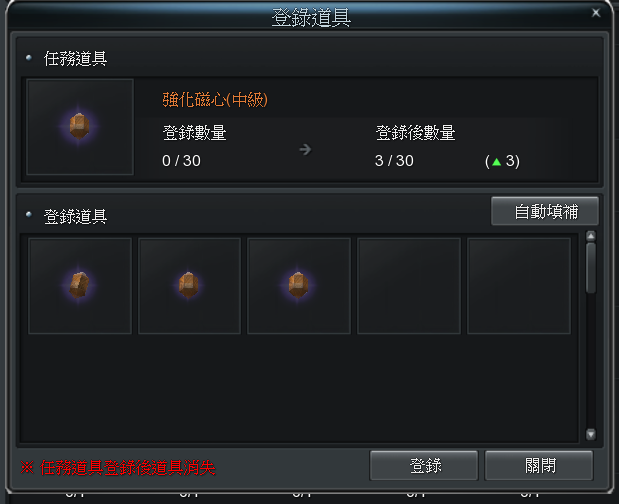 登錄道具
任務道具
強化磁心(中級)
登錄數量
登錄後數量
0 / 30
3 / 30
(▲ 3)
登錄道具
自動填補
※ 任務道具登錄後道具消失
登錄
關閉